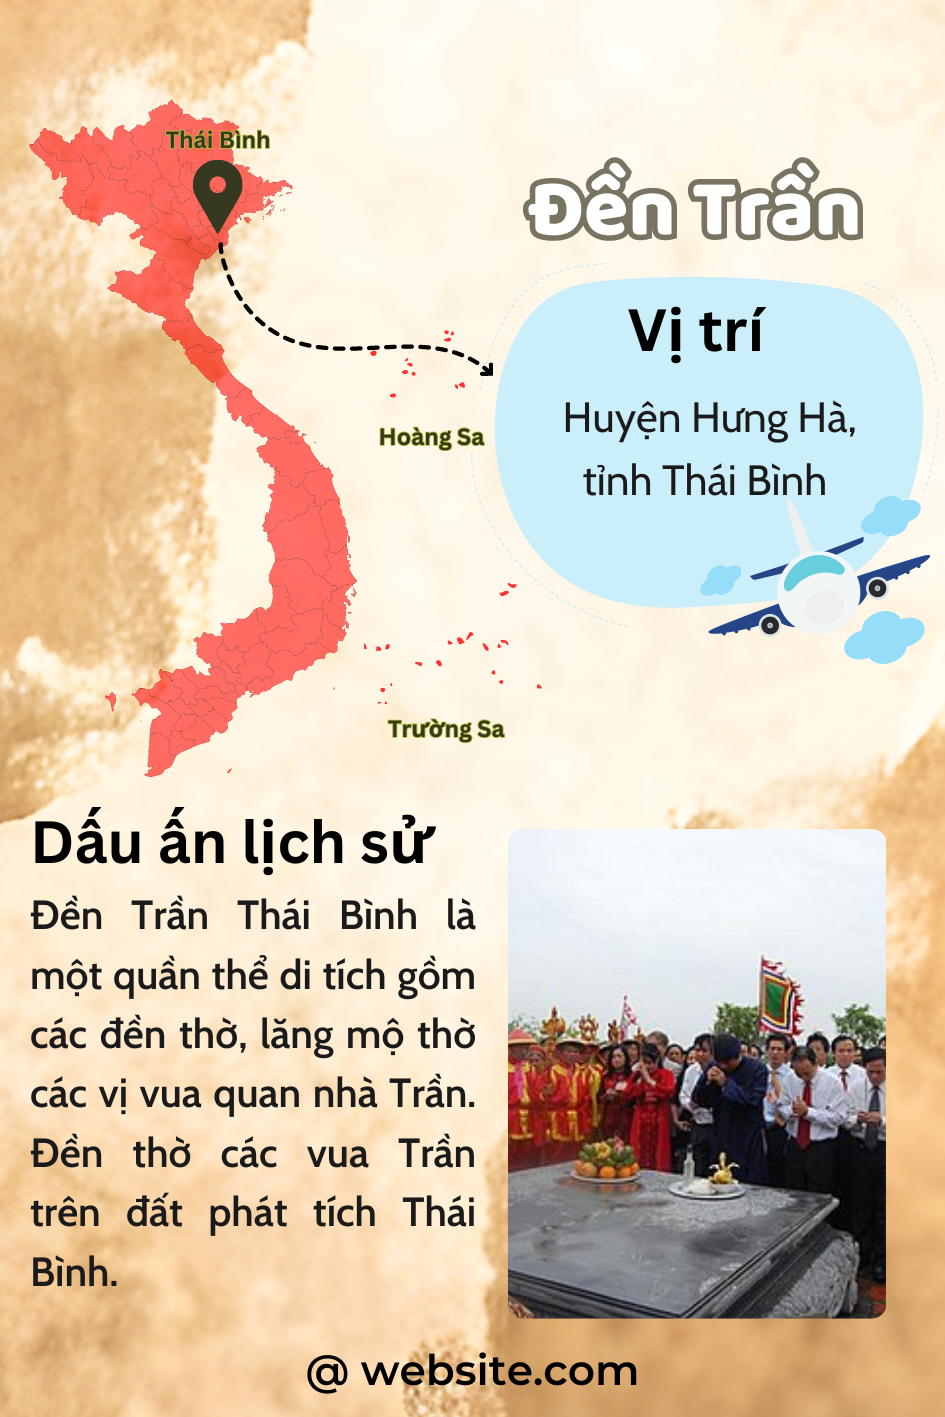 Thái Bình
Đền Trần
Vị trí
Huyện Hưng Hà,
tỉnh Thái Bình
Hoàng Sa
Trường Sa
Dấu ấn lịch sử
Đền Trần Thái Bình là
một quần thể di tích gồm
các đền thờ, lăng mộ thờ
các vị vua quan nhà Trần.
Đền thờ các vua Trần
trên đất phát tích Thái
Bình.
@ website.com